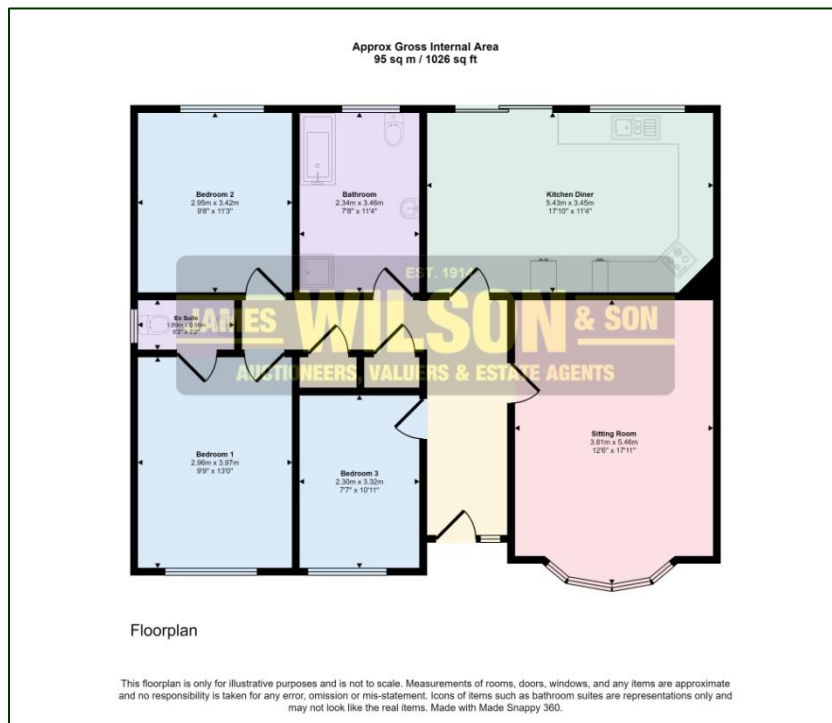 Approx Gross Internal Area
95 sq m / 1026 sq ft
Bedroom 2
2.95m x 3.42m
9'8" x 11'3"
Bathroom
2.34m x 3.46m
7'8" x 11'4"
Kitchen Diner
5.43m x 3.45m
17'10" x 11'4"
EST. 1914
En Suite
JAMES WILSON & SON
AUCTIONEERS, VALUERS & ESTATE AGENTS
Sitting Room
3.81m x 5.46m
12'6" x 17'11"
Bedroom 1
2.96m x 3.97m
9'9" x 13'0"
Bedroom 3
2.30m x 3.32m
7'7" x 10'11"
Floorplan
This floorplan is only for illustrative purposes and is not to scale. Measurements of rooms, doors, windows, and any items are approximate
and no responsibility is taken for any error, omission or mis-statement. Icons of items such as bathroom suites are representations only and
may not look like the real items. Made with Made Snappy 360.